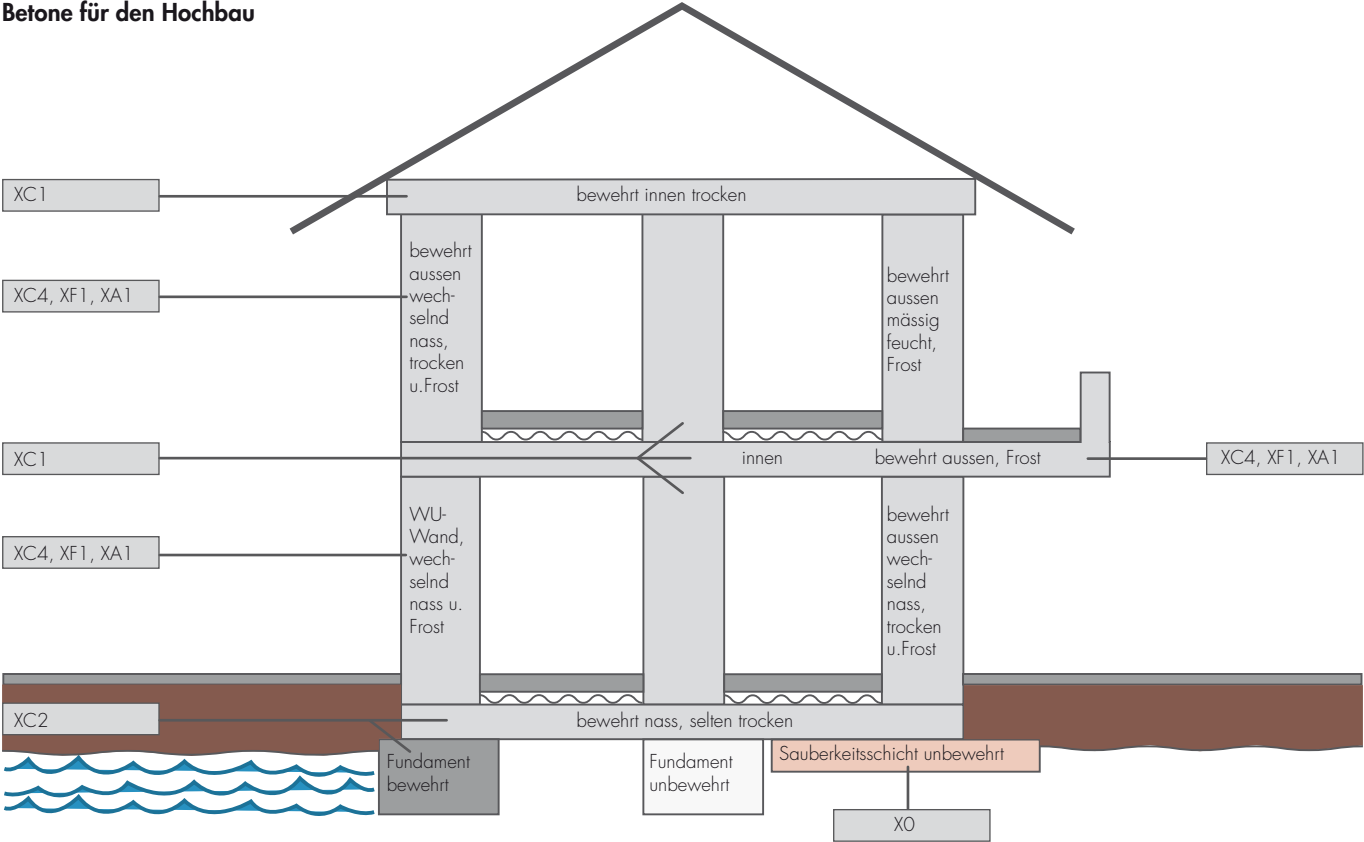 Betone für den Hochbau
XC1
bewehrt innen trocken
bewehrt
aussen
wech-
selnd
nass,
trocken
u.Frost
XC4, XF1, XA1
bewehrt
aussen
mässig
feucht,
Frost
XC1
innen
bewehrt aussen, Frost
XC4, XF1, XA1
WU-
Wand,
wech-
selnd
nass u.
Frost
XC4, XF1, XA1
bewehrt
aussen
wech-
selnd
nass,
trocken
u.Frost
XC2
bewehrt nass, selten trocken
Fundament
bewehrt
Fundament
unbewehrt
Sauberkeitsschicht unbewehrt
X0